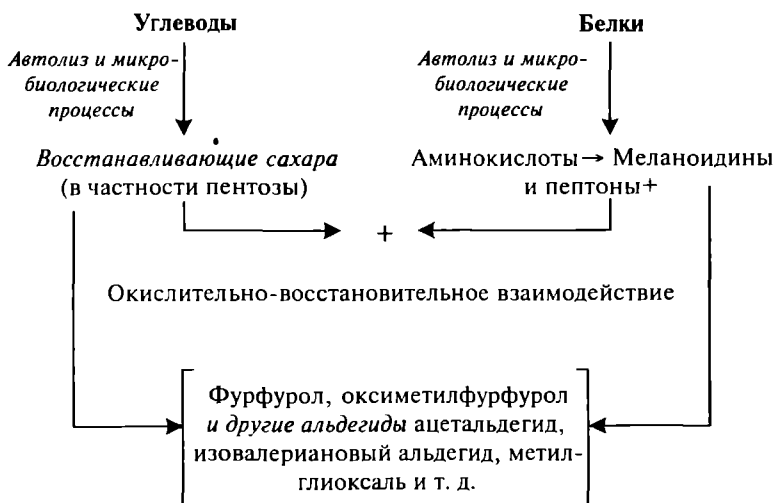 Углеводы
Белки
Автолиз и микро-
биологические
процессы
Автолиз и микро-
биологические
процессы
Восстанавливающие сахара
(в частности пентозы)
Аминокислоты → Меланоидины
и пептоны+
+
Окислительно-восстановительное взаимодействие
Фурфурол, оксиметилфурфурол
и другие альдегиды ацетальдегид,
изовалериановый альдегид, метил-
глиоксаль и т. д.